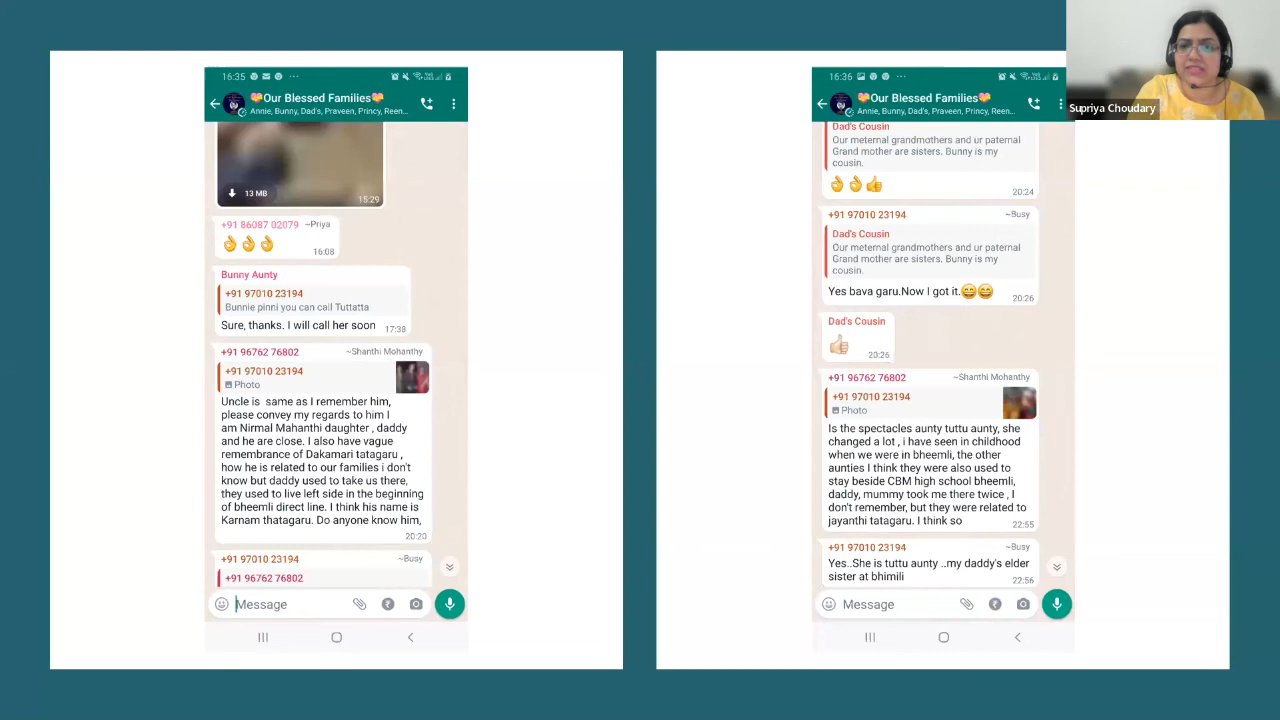 16:35
💝Our Blessed Families💝
Annie, Bunny, Dad's, Praveen, Princy, Reen...
13 MB
15:29
+91 86087 02079 ~Priya
👌👌👌
16:08
Bunny Aunty
+91 97010 23194
Bunnie pinni you can call Tuttatta
Sure, thanks. I will call her soon
17:38
+91 96762 76802 ~Shanthi Mohanthy
+91 97010 23194
Photo
Uncle is same as I remember him,
please convey my regards to him I
am Nirmal Mahanthi daughter , daddy
and he are close. I also have vague
remembrance of Dakamari tatagaru ,
how he is related to our families i don't
know but daddy used to take us there,
they used to live left side in the beginning
of bheemli direct line. I think his name is
Karnam thatagaru. Do anyone know him,
20:20
+91 97010 23194 ~Busy
+91 96762 76802
Message
16:36
💝Our Blessed Families💝
Annie, Bunny, Dad's, Praveen, Princy, Reen...
Dad's Cousin
Our meternal grandmothers and ur paternal
Grand mother are sisters. Bunny is my
cousin.
👌👌👍
20:24
+91 97010 23194 ~Busy
Dad's Cousin
Our meternal grandmothers and ur paternal
Grand mother are sisters. Bunny is my
cousin.
Yes bava garu.Now I got it.😄😄
20:26
Dad's Cousin
👍🏻
20:26
+91 96762 76802 ~Shanthi Mohanthy
+91 97010 23194
Photo
Is the spectacles aunty tuttu aunty, she
changed a lot , i have seen in childhood
when we were in bheemli, the other
aunties I think they were also used to
stay beside CBM high school bheemli,
daddy, mummy took me there twice , I
don't remember, but they were related to
jayanthi tatagaru. I think so
22:55
+91 97010 23194 ~Busy
Yes..She is tuttu aunty ..my daddy's elder
sister at bhimili
22:56
Message
Supriya Choudary